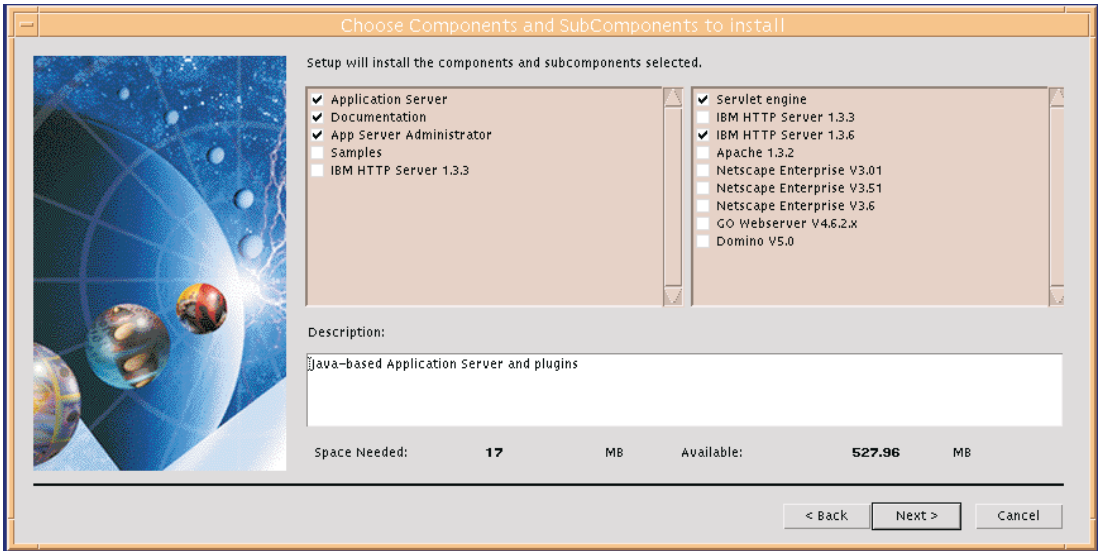 Choose Components and SubComponents to install
Setup will install the components and subcomponents selected.
Application Server
Documentation
App Server Administrator
Samples
IBM HTTP Server 1.3.3
Servlet engine
IBM HTTP Server 1.3.3
IBM HTTP Server 1.3.6
Apache 1.3.2
Netscape Enterprise V3.01
Netscape Enterprise V3.51
Netscape Enterprise V3.6
GO Webserver V4.6.2.x
Domino V5.0
Description:
Java-based Application Server and plugins
Space Needed: 17 MB Available: 527.96 MB
< Back Next > Cancel